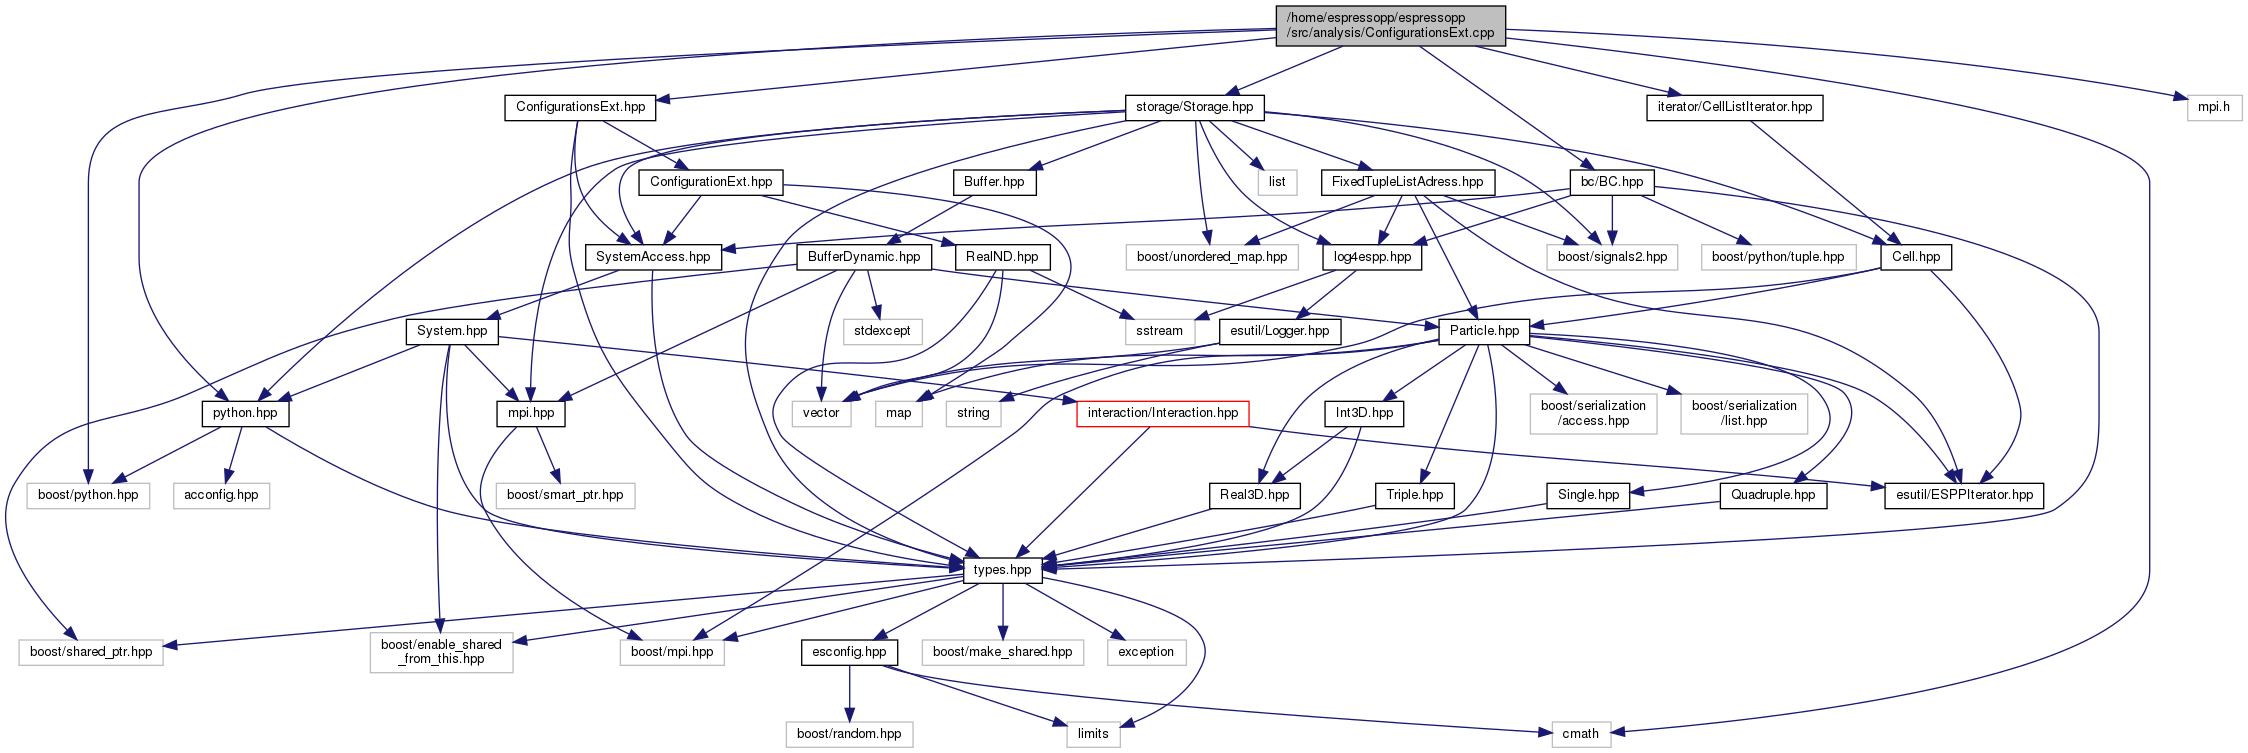 /home/espressopp/espressopp
/src/analysis/ConfigurationsExt.cpp
ConfigurationsExt.hpp
storage/Storage.hpp
iterator/CellListIterator.hpp
mpi.h
ConfigurationExt.hpp
Buffer.hpp
list
FixedTupleListAdress.hpp
bc/BC.hpp
SystemAccess.hpp
BufferDynamic.hpp
RealND.hpp
boost/unordered_map.hpp
log4espp.hpp
boost/signals2.hpp
boost/python/tuple.hpp
Cell.hpp
System.hpp
stdexcept
sstream
esutil/Logger.hpp
Particle.hpp
python.hpp
mpi.hpp
vector
map
string
interaction/Interaction.hpp
Int3D.hpp
boost/serialization
/access.hpp
boost/serialization
/list.hpp
boost/python.hpp
acconfig.hpp
boost/smart_ptr.hpp
Real3D.hpp
Triple.hpp
Single.hpp
Quadruple.hpp
esutil/ESPPIterator.hpp
types.hpp
boost/shared_ptr.hpp
boost/enable_shared
_from_this.hpp
boost/mpi.hpp
esconfig.hpp
boost/make_shared.hpp
exception
boost/random.hpp
limits
cmath